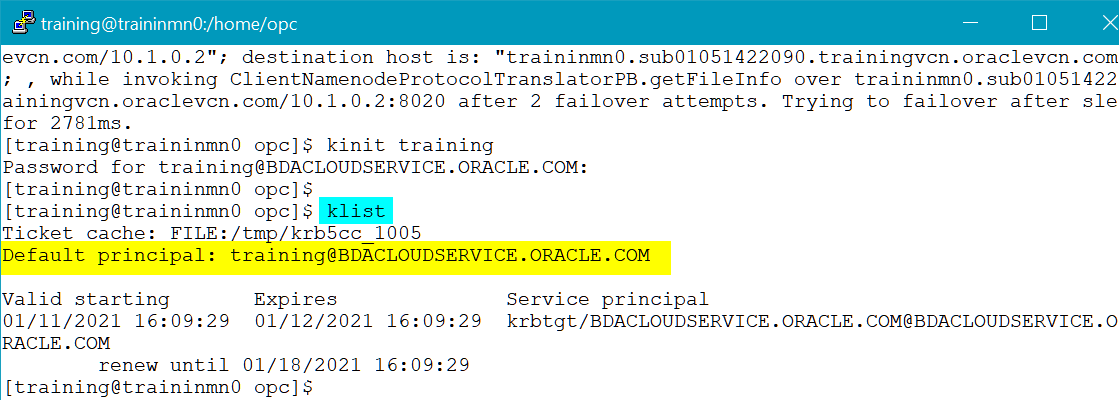 training@traininmn0:/home/opc
evcn.com/10.1.0.2"; destination host is: "traininmn0.sub01051422090.trainingvcn.oraclevcn.com
; , while invoking ClientNamenodeProtocolTranslatorPB.getFileInfo over traininmn0.sub01051422
ainingvcn.oraclevcn.com/10.1.0.2:8020 after 2 failover attempts. Trying to failover after sle
for 2781ms.
[training@traininmn0 opc]$ kinit training
Password for training@BDACLOUDSERVICE.ORACLE.COM:
[training@traininmn0 opc]$
[training@traininmn0 opc]$ klist
Ticket cache: FILE:/tmp/krb5cc_1005
Default principal: training@BDACLOUDSERVICE.ORACLE.COM
Valid starting       Expires              Service principal
01/11/2021 16:09:29  01/12/2021 16:09:29  krbtgt/BDACLOUDSERVICE.ORACLE.COM@BDACLOUDSERVICE.O
RACLE.COM
        renew until 01/18/2021 16:09:29
[training@traininmn0 opc]$